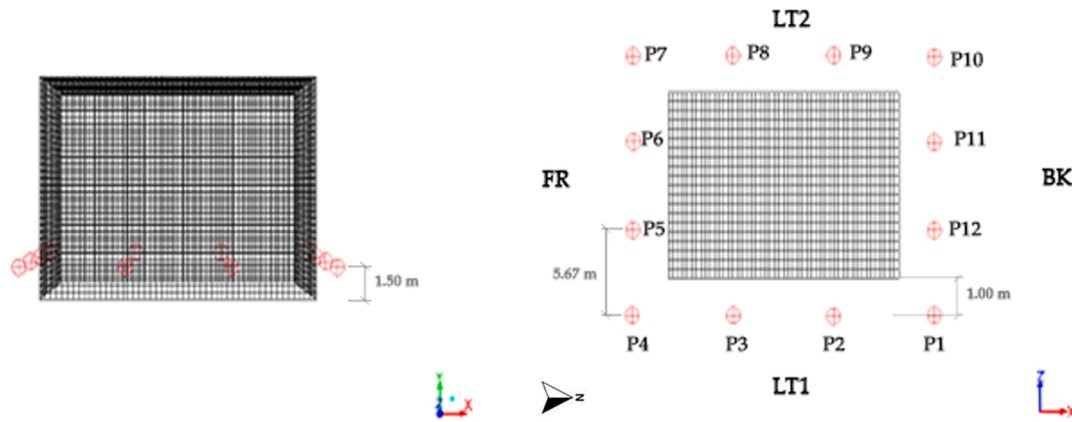 LT2
P7
P8
P9
P10
P6
P11
FR
BK
P5
P12
5.67 m
1.50 m
1.00 m
P4
P3
P2
P1
LT1
Y
Z
X
N
Z
X